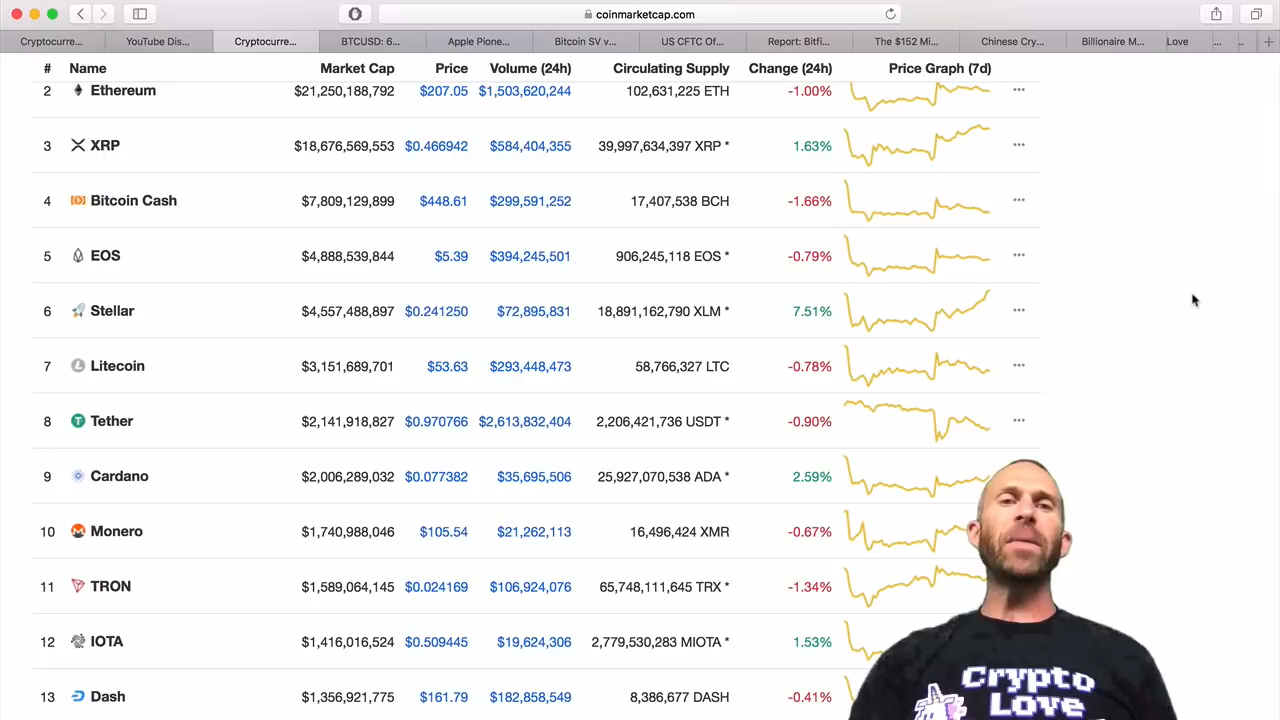 coinmarketcap.com
Cryptocurre... YouTube Dis... Cryptocurre... BTCUSD: 6... Apple Pione... Bitcoin SV v... US CFTC Of... Report: Bitfi... The $152 Mi... Chinese Cry... Billionaire M... Love ... ..
# Name Market Cap Price Volume (24h) Circulating Supply Change (24h) Price Graph (7d)
2 Ethereum $21,250,188,792 $207.05 $1,503,620,244 102,631,225 ETH -1.00%
3 XRP $18,676,569,553 $0.466942 $584,404,355 39,997,634,397 XRP * 1.63%
4 Bitcoin Cash $7,809,129,899 $448.61 $299,591,252 17,407,538 BCH -1.66%
5 EOS $4,888,539,844 $5.39 $394,245,501 906,245,118 EOS * -0.79%
6 Stellar $4,557,488,897 $0.241250 $72,895,831 18,891,162,790 XLM * 7.51%
7 Litecoin $3,151,689,701 $53.63 $293,448,473 58,766,327 LTC -0.78%
8 Tether $2,141,918,827 $0.970766 $2,613,832,404 2,206,421,736 USDT * -0.90%
9 Cardano $2,006,289,032 $0.077382 $35,695,506 25,927,070,538 ADA * 2.59%
10 Monero $1,740,988,046 $105.54 $21,262,113 16,496,424 XMR -0.67%
11 TRON $1,589,064,145 $0.024169 $106,924,076 65,748,111,645 TRX * -1.34%
12 IOTA $1,416,016,524 $0.509445 $19,624,306 2,779,530,283 MIOTA * 1.53%
13 Dash $1,356,921,775 $161.79 $182,858,549 8,386,677 DASH -0.41%
Crypto
Love